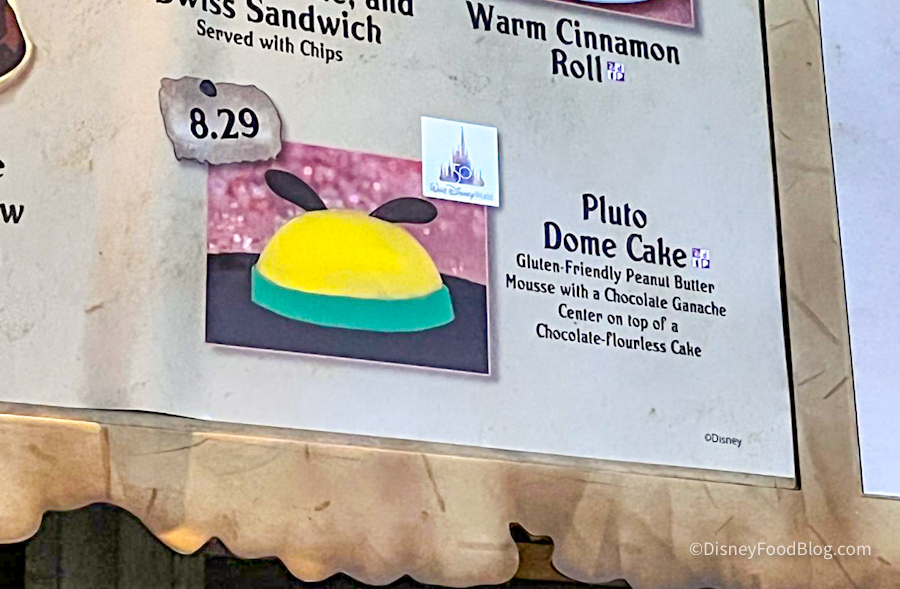 and
Swiss Sandwich
Served with Chips
Warm Cinnamon
Roll
8.29
50
Walt Disney World
w
Pluto
Dome Cake
Gluten-Friendly Peanut Butter
Mousse with a Chocolate Ganache
Center on top of a
Chocolate-flourless Cake
©Disney
©DisneyFoodBlog.com